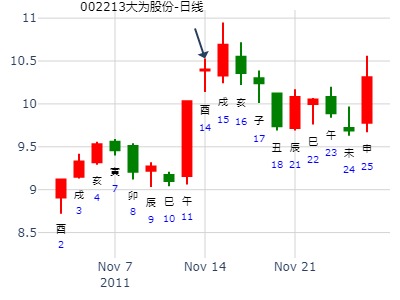 002213大为股份-日线
11
10.5
10
9.5
9
8.5
酉
2
戌
3
亥
4
寅
7
卯
8
辰
9
巳
10
午
11
酉
14
戌
15
亥
16
子
17
丑
18
辰
21
巳
22
午
23
未
24
申
25
Nov 7
2011
Nov 14
Nov 21